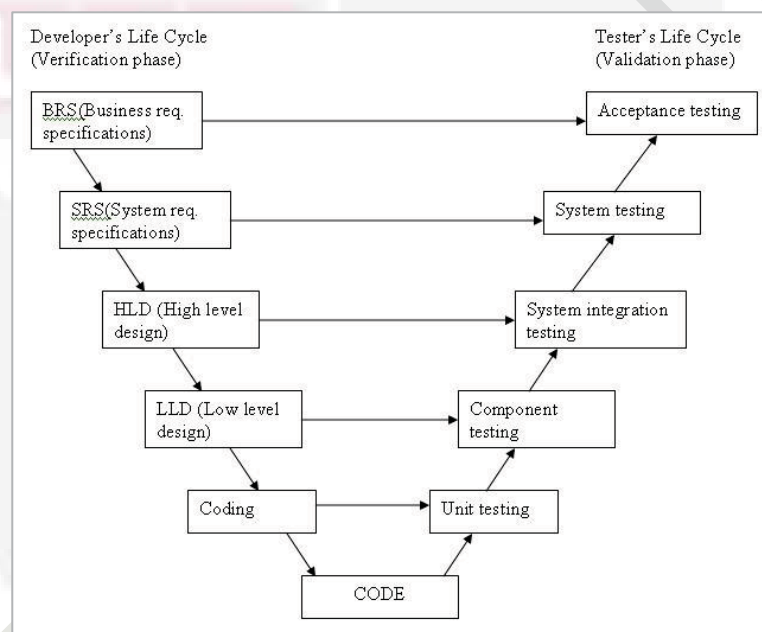 Developer's Life Cycle
(Verification phase)
Tester's Life Cycle
(Validation phase)
BRS(Business req.
specifications)
Acceptance testing
SRS(System req.
specifications)
System testing
HLD (High level
design)
System integration
testing
LLD (Low level
design)
Component
testing
Coding
Unit testing
CODE